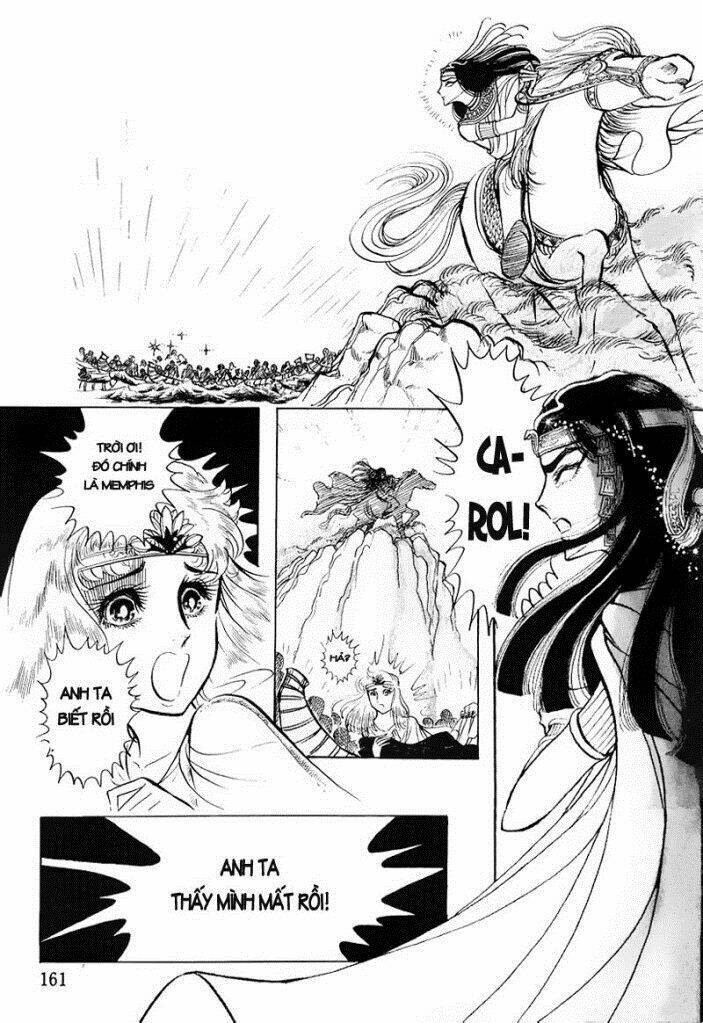 CA-
ROL!
HẢ?
TRỜI ƠI!
ĐÓ CHÍNH
LÀ MEMPHIS
ANH TA
BIẾT RỒI
ANH TA
THẤY MÌNH MẤT RỒI!
161